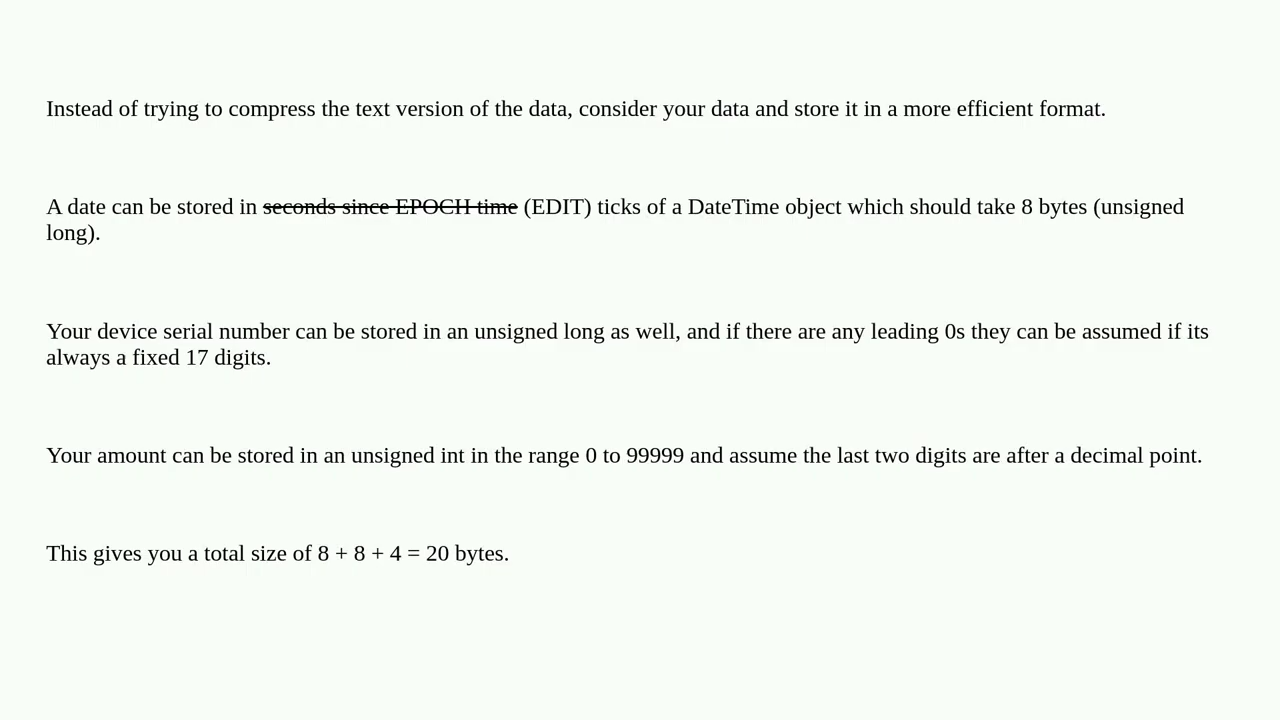 Instead of trying to compress the text version of the data, consider your data and store it in a more efficient format.
A date can be stored in seconds since EPOCH time (EDIT) ticks of a DateTime object which should take 8 bytes (unsigned
long).
Your device serial number can be stored in an unsigned long as well, and if there are any leading 0s they can be assumed if its
always a fixed 17 digits.
Your amount can be stored in an unsigned int in the range 0 to 99999 and assume the last two digits are after a decimal point.
This gives you a total size of 8 + 8 + 4 = 20 bytes.